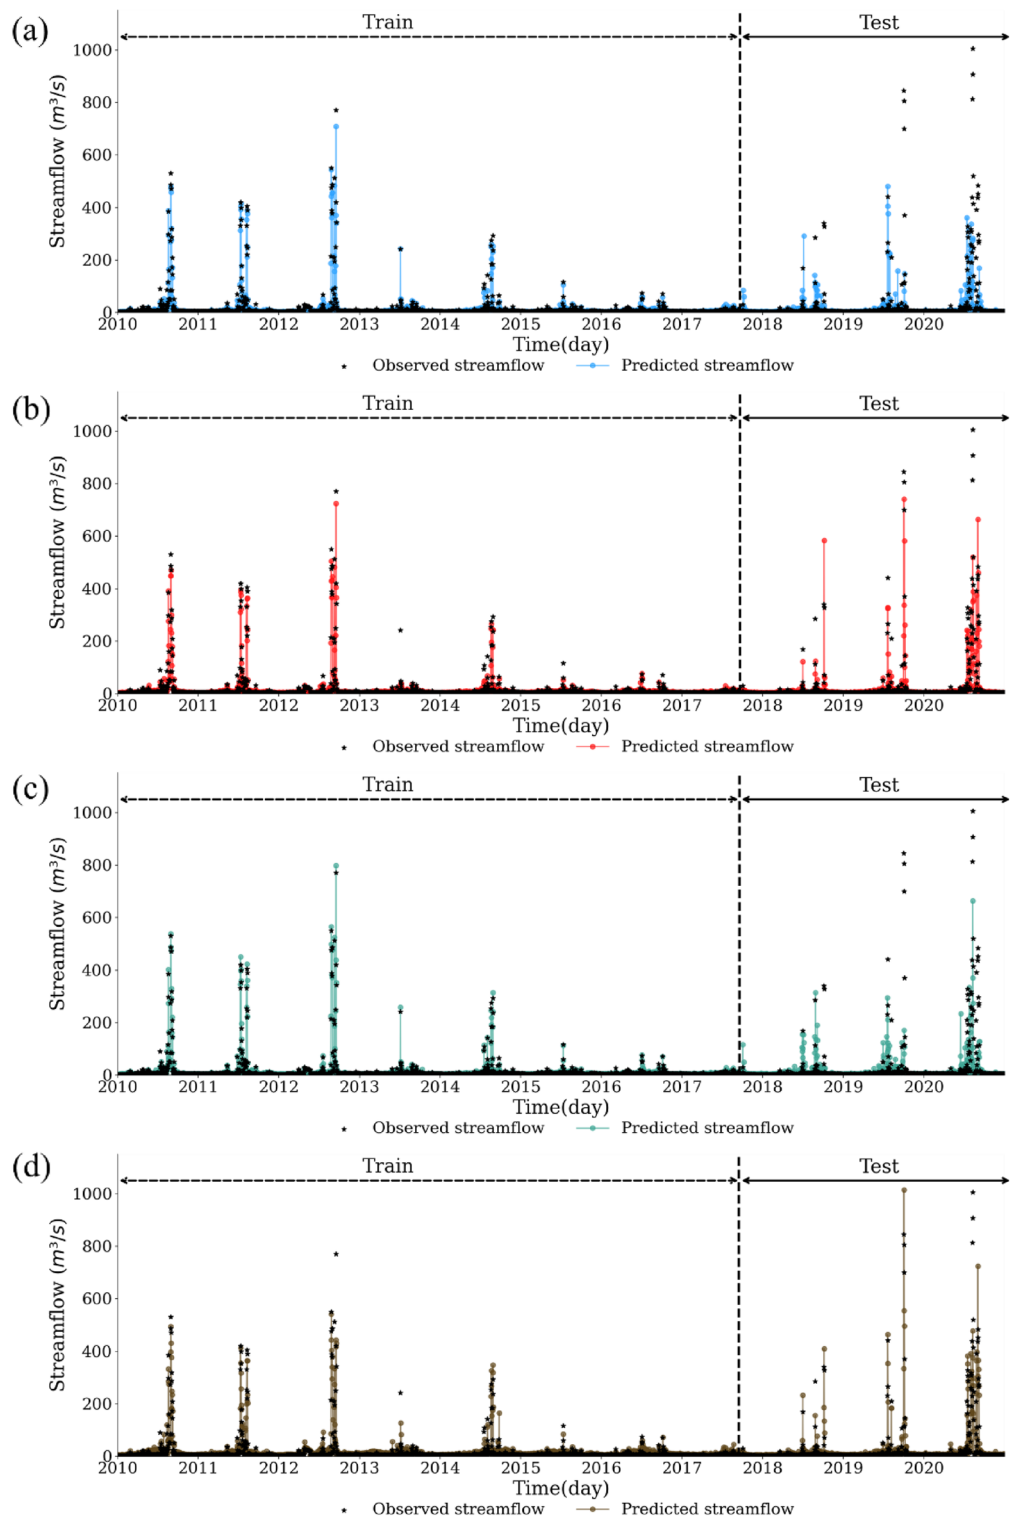 (a)
Train Test
1000
800
600
400
200
0
Streamflow (m³/s)
2010 2011 2012 2013 2014 2015 2016 2017 2018 2019 2020
Time(day)
Observed streamflow Predicted streamflow
(b)
Train Test
1000
800
600
400
200
0
Streamflow (m³/s)
2010 2011 2012 2013 2014 2015 2016 2017 2018 2019 2020
Time(day)
Observed streamflow Predicted streamflow
(c)
Train Test
1000
800
600
400
200
0
Streamflow (m³/s)
2010 2011 2012 2013 2014 2015 2016 2017 2018 2019 2020
Time(day)
Observed streamflow Predicted streamflow
(d)
Train Test
1000
800
600
400
200
0
Streamflow (m³/s)
2010 2011 2012 2013 2014 2015 2016 2017 2018 2019 2020
Time(day)
Observed streamflow Predicted streamflow